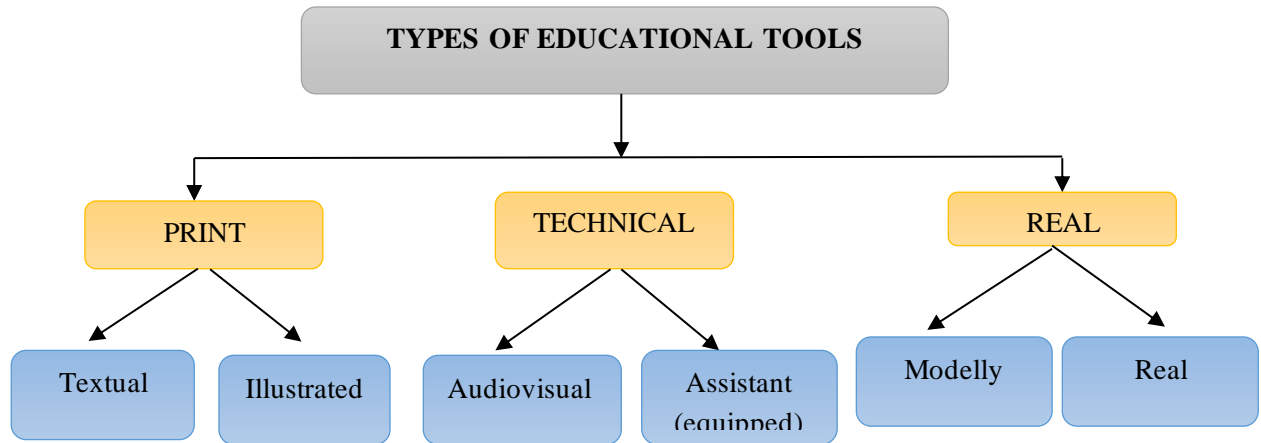 TYPES OF EDUCATIONAL TOOLS
PRINT
TECHNICAL
REAL
Textual
Illustrated
Audiovisual
Assistant
(equipped)
Modelly
Real